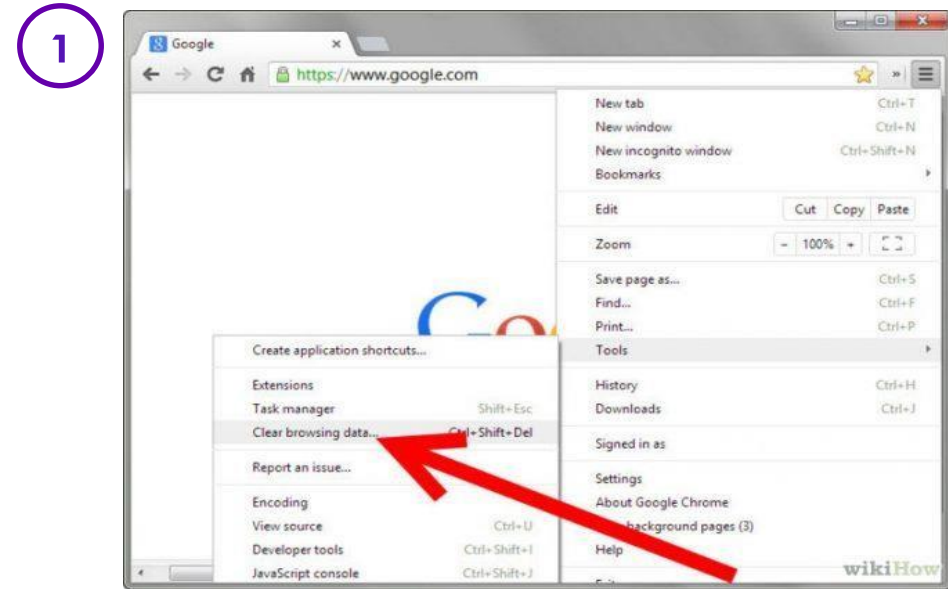 1
Google
https://www.google.com
New tab Ctrl+T
New window Ctrl+N
New incognito window Ctrl+Shift+N
Bookmarks
Edit Cut Copy Paste
Zoom - 100% +
Save page as... Ctrl+S
Find... Ctrl+F
Print... Ctrl+P
Create application shortcuts... Tools
Extensions History Ctrl+H
Task manager Shift+Esc Downloads Ctrl+J
Clear browsing data... Ctrl+Shift+Del
Signed in as
Report an issue...
Settings
Encoding About Google Chrome
View source Ctrl+U background pages (3)
Developer tools Ctrl+Shift+I Help
JavaScript console Ctrl+Shift+J
wikiHow